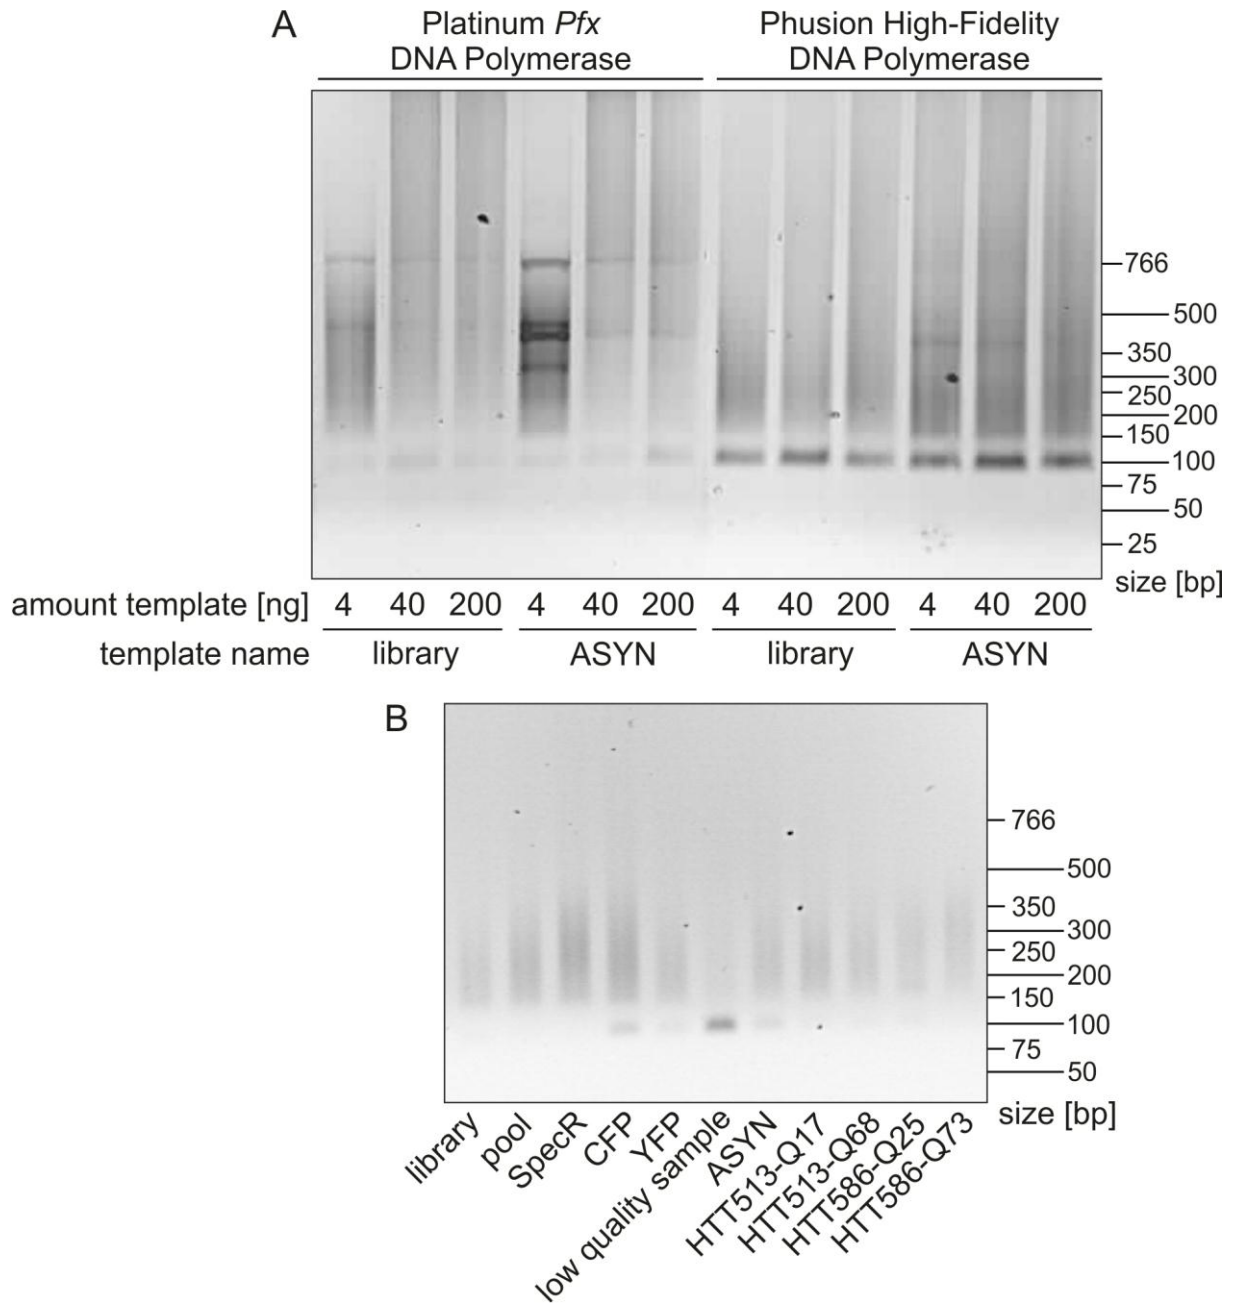 A
Platinum Pfx
DNA Polymerase
Phusion High-Fidelity
DNA Polymerase
766
500
350
300
250
200
150
100
75
50
25
size [bp]
amount template [ng] 4 40 200 4 40 200 4 40 200 4 40 200
template name library ASYN library ASYN
B
766
500
350
300
250
200
150
100
75
50
size [bp]
library
pool
SpecR
CFP
YFP
low quality sample
ASYN
HTT513-Q17
HTT513-Q68
HTT586-Q25
HTT586-Q73